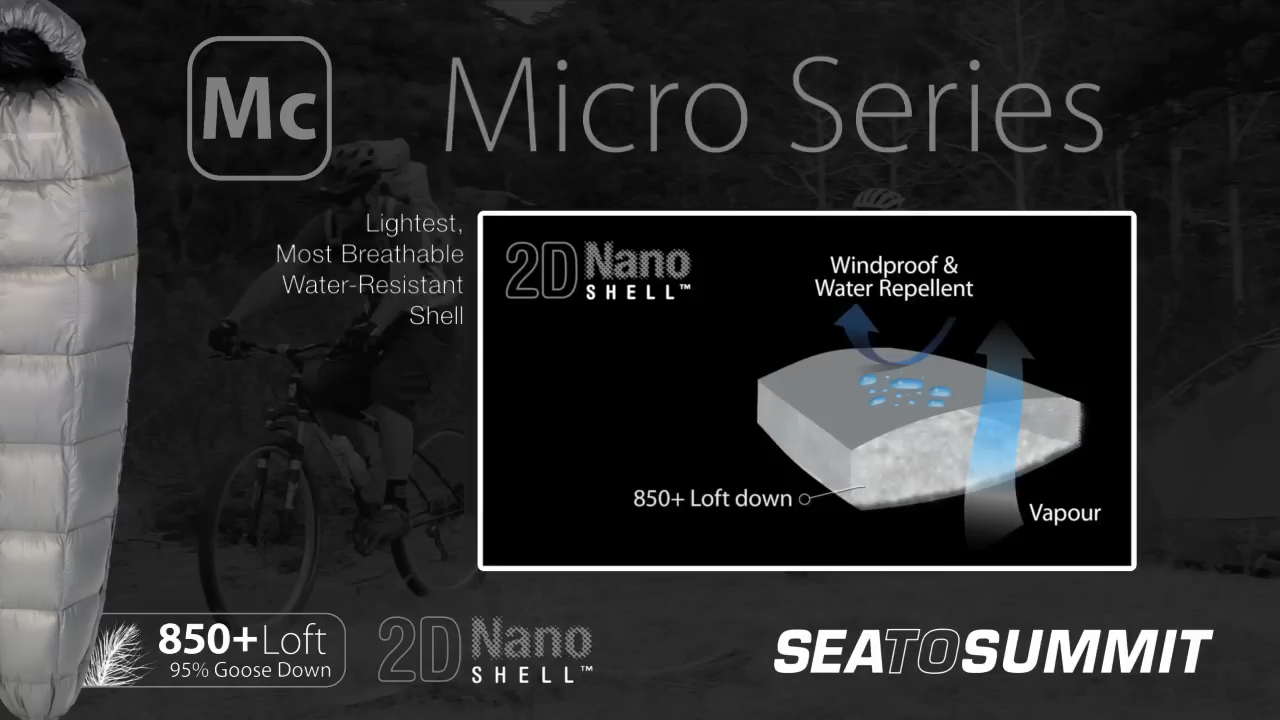 Mc
Micro Series
Lightest,
Most Breathable
Water-Resistant
Shell
2D Nano
SHELL™
Windproof &
Water Repellent
850+ Loft down
Vapour
850+ Loft
95% Goose Down
2D Nano
SHELL™
SEATOSUMMIT